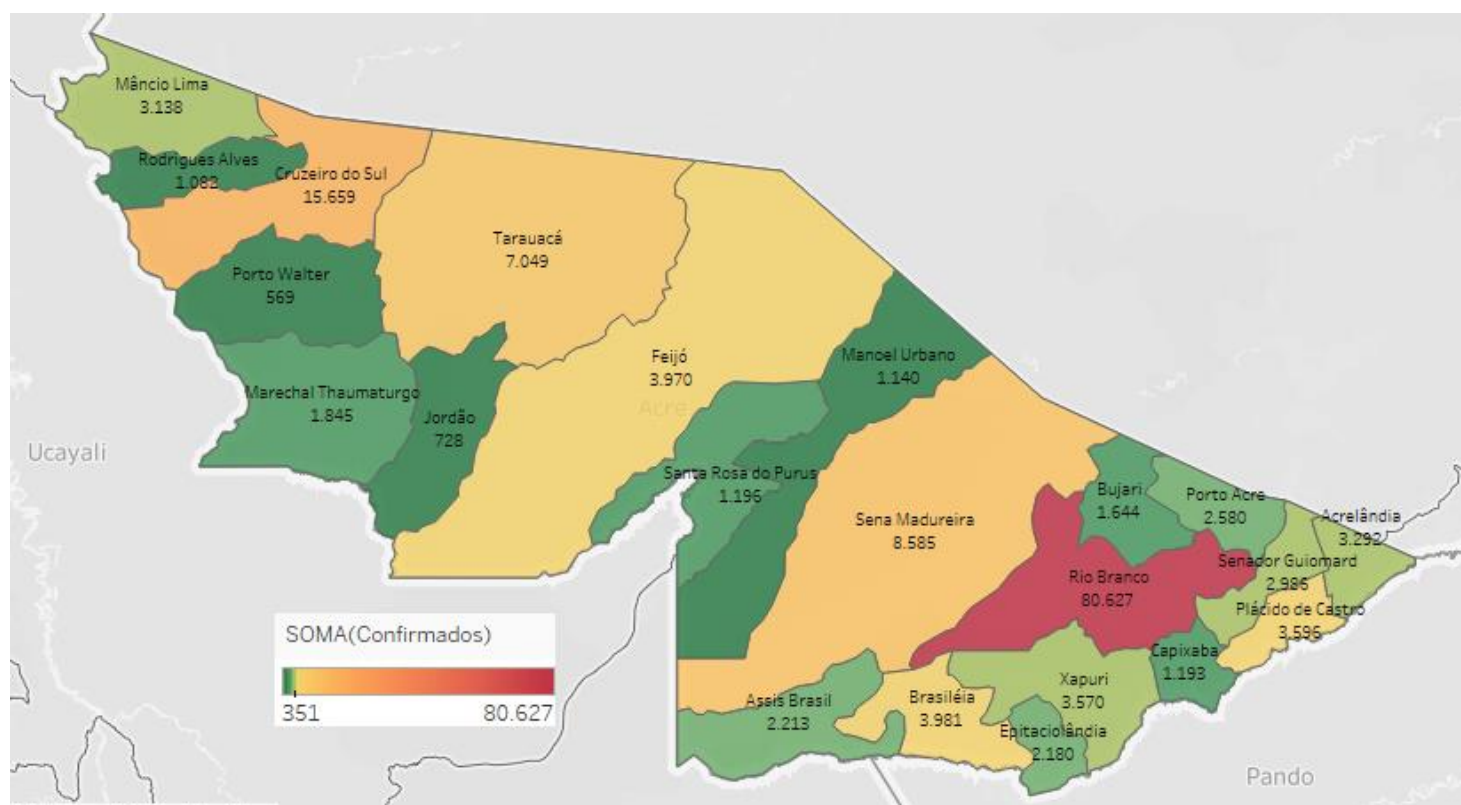 Mâncio Lima
3.138
Rodrigues Alves
1.082
Cruzeiro do Sul
15.659
Tarauacá
7.049
Porto Walter
569
Feijó
3.970
Acre
Manoel Urbano
1.140
Marechal Thaumaturgo
1.845
Jordão
728
Ucayali
Santa Rosa do Purus
1.196
Sena Madureira
8.585
Bujari
1.644
Porto Acre
2.580
Acrelândia
3.292
Senador Guiomard
2.986
Rio Branco
80.627
Plácido de Castro
3.596
Capixaba
1.193
Xapuri
3.570
Assis Brasil
2.213
Brasiléia
3.981
Epitaciolândia
2.180
Pando
SOMA(Confirmados)
351
80.627